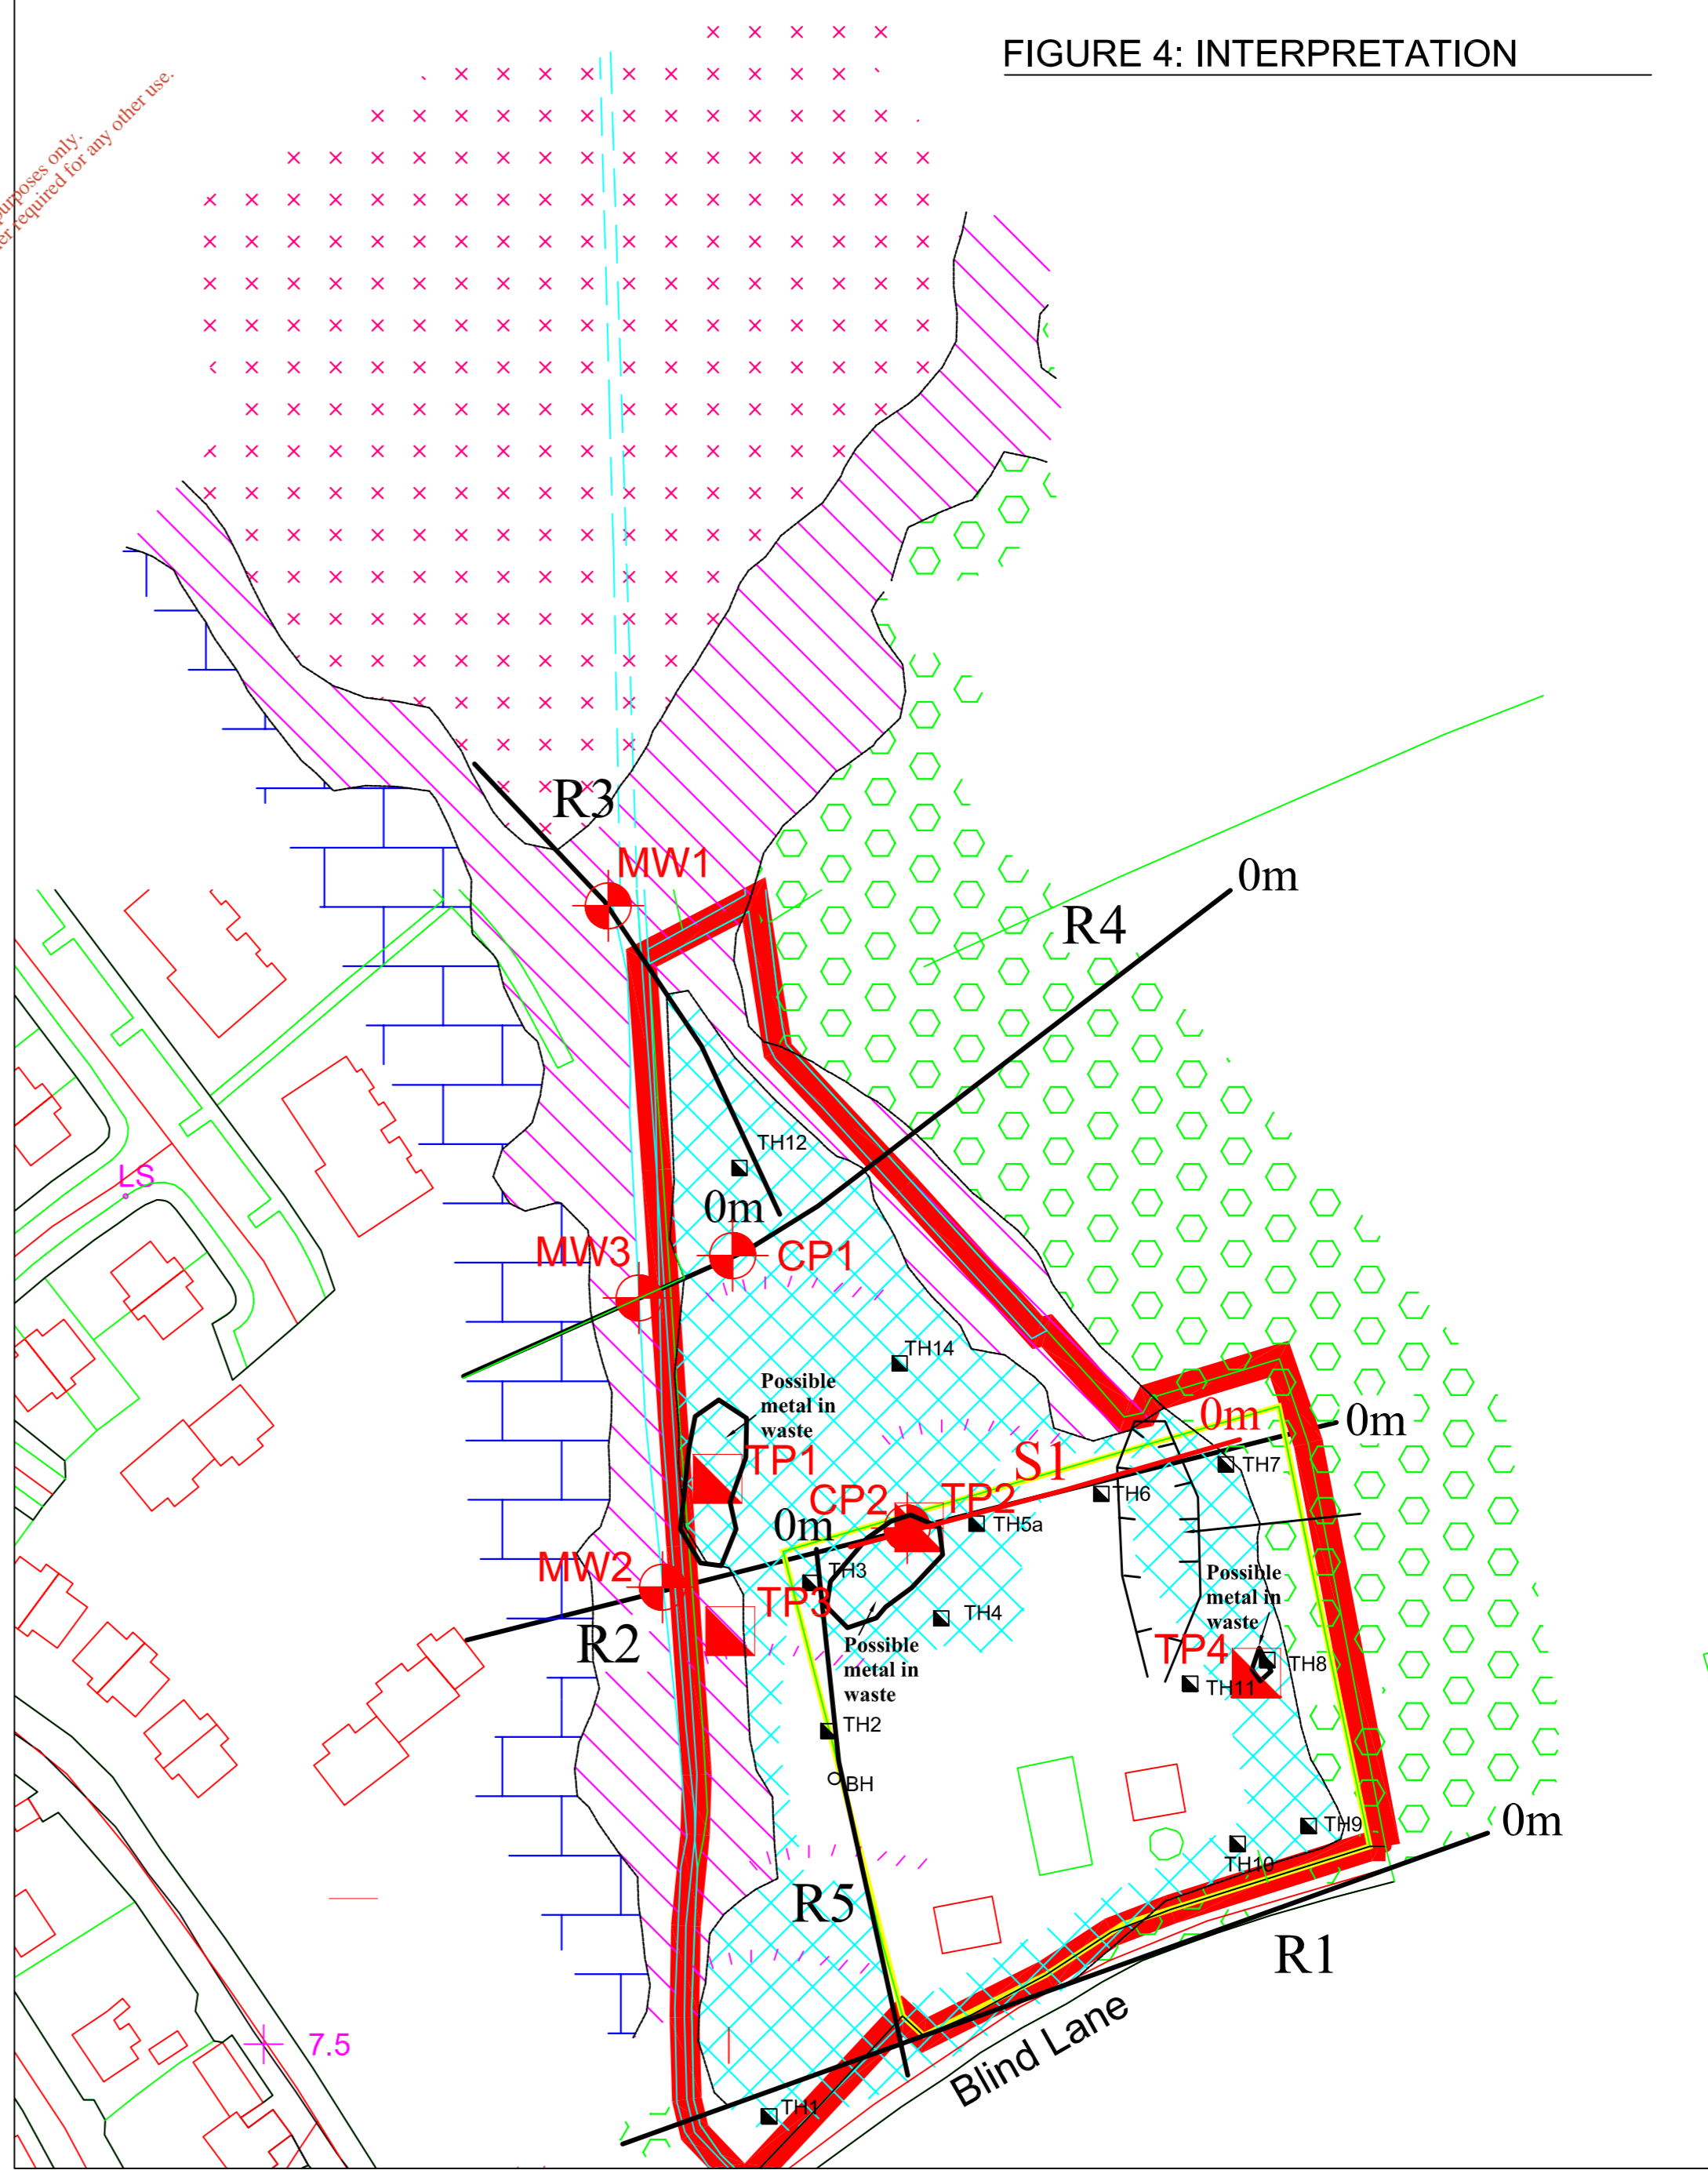 FIGURE 4: INTERPRETATION
purposes only.
required for any other use.
R3
MW1
0m
R4
TH12
LS
0m
MW3
CP1
TH14
Possible
metal in
waste
0m
0m
TP1
S1
TH7
CP2
TP2
TH6
0m
TH5a
MW2
TH3
Possible
metal in
waste
TP3
TH4
R2
Possible
metal in
waste
TP4
TH8
TH11
TH2
BH
0m
TH9
TH10
R5
R1
Blind Lane
7.5
TH1